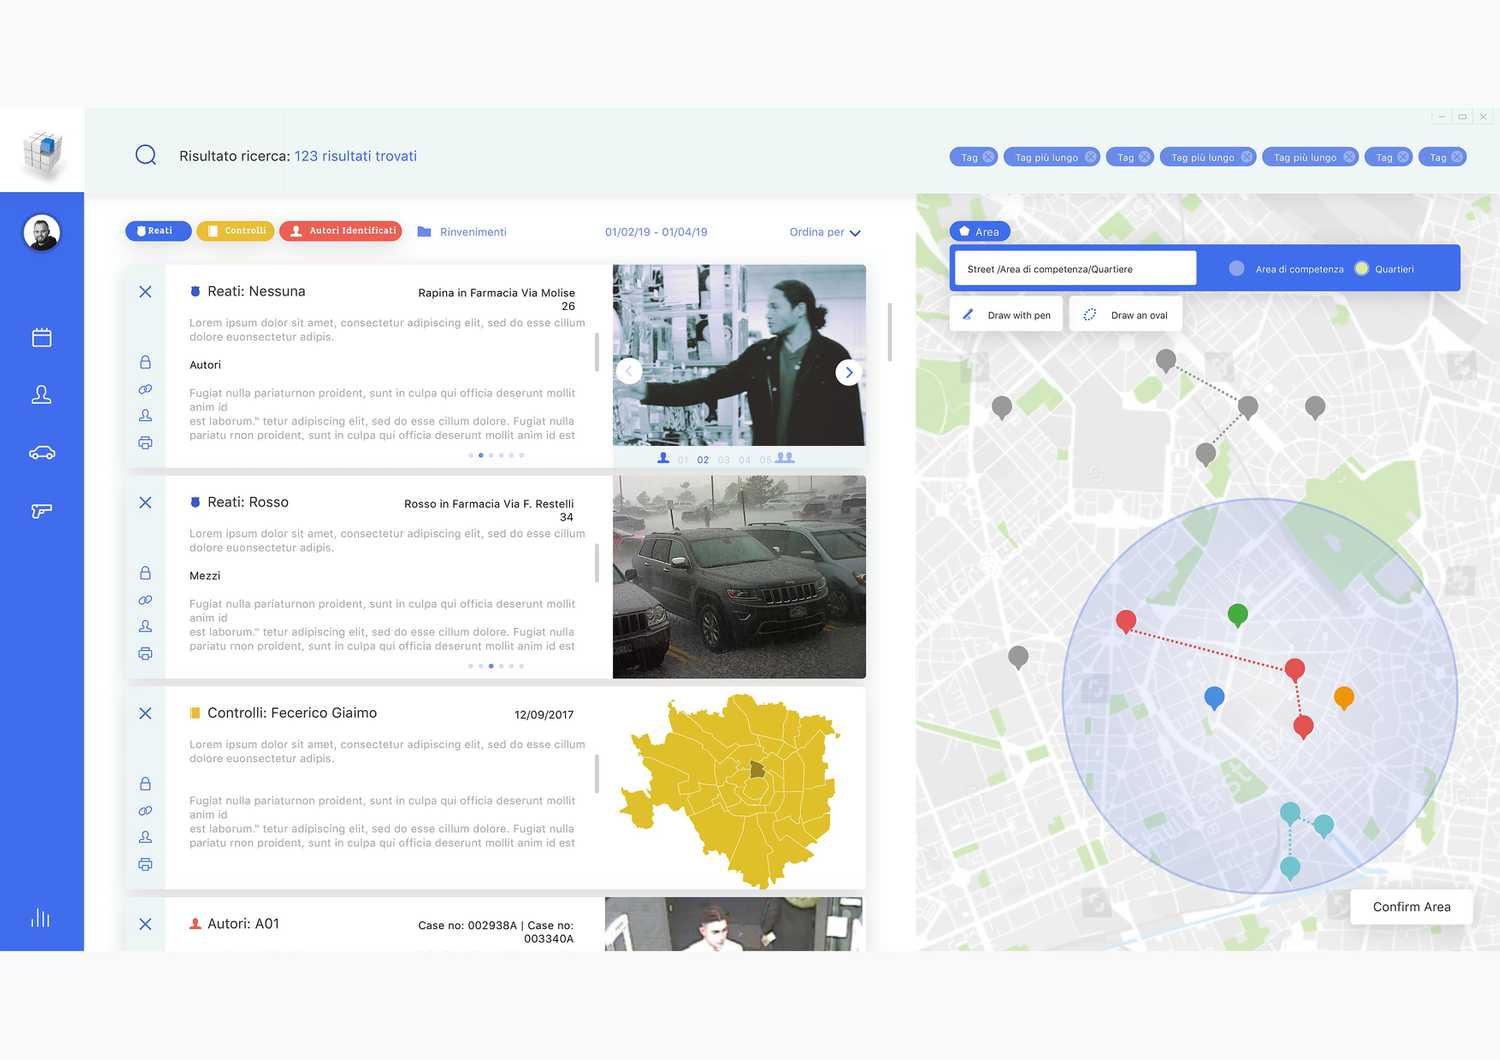 Risultato ricerca: 123 risultati trovati
Tag Tag più lungo Tag Tag più lungo Tag più lungo Tag Tag
Reati Controlli Autori Identificati Rinvenimenti 01/02/19 - 01/04/19 Ordina per
Reati: Nessuna
Rapina in Farmacia Via Molise
26
Lorem ipsum dolor sit amet, consectetur adipiscing elit, sed do esse cillum
dolore euonsectetur adipis.
Autori
Fugiat nulla pariaturnon proident, sunt in culpa qui officia deserunt mollit
anim id
est laborum." tetur adipiscing elit, sed do esse cillum dolore. Fugiat nulla
pariatu rnon proident, sunt in culpa qui officia deserunt mollit anim id est
01 02 03 04 05
Reati: Rosso
Rosso in Farmacia Via F. Restelli
34
Lorem ipsum dolor sit amet, consectetur adipiscing elit, sed do esse cillum
dolore euonsectetur adipis.
Mezzi
Fugiat nulla pariaturnon proident, sunt in culpa qui officia deserunt mollit
anim id
est laborum." tetur adipiscing elit, sed do esse cillum dolore. Fugiat nulla
pariatu rnon proident, sunt in culpa qui officia deserunt mollit anim id est
Controlli: Fecerico Giaimo
12/09/2017
Lorem ipsum dolor sit amet, consectetur adipiscing elit, sed do esse cillum
dolore euonsectetur adipis.
Fugiat nulla pariaturnon proident, sunt in culpa qui officia deserunt mollit
anim id
est laborum." tetur adipiscing elit, sed do esse cillum dolore. Fugiat nulla
pariatu rnon proident, sunt in culpa qui officia deserunt mollit anim id est
Autori: A01
Case no: 002938A | Case no:
003340A
Area
Street /Area di competenza/Quartiere
Area di competenza Quartieri
Draw with pen
Draw an oval
Confirm Area